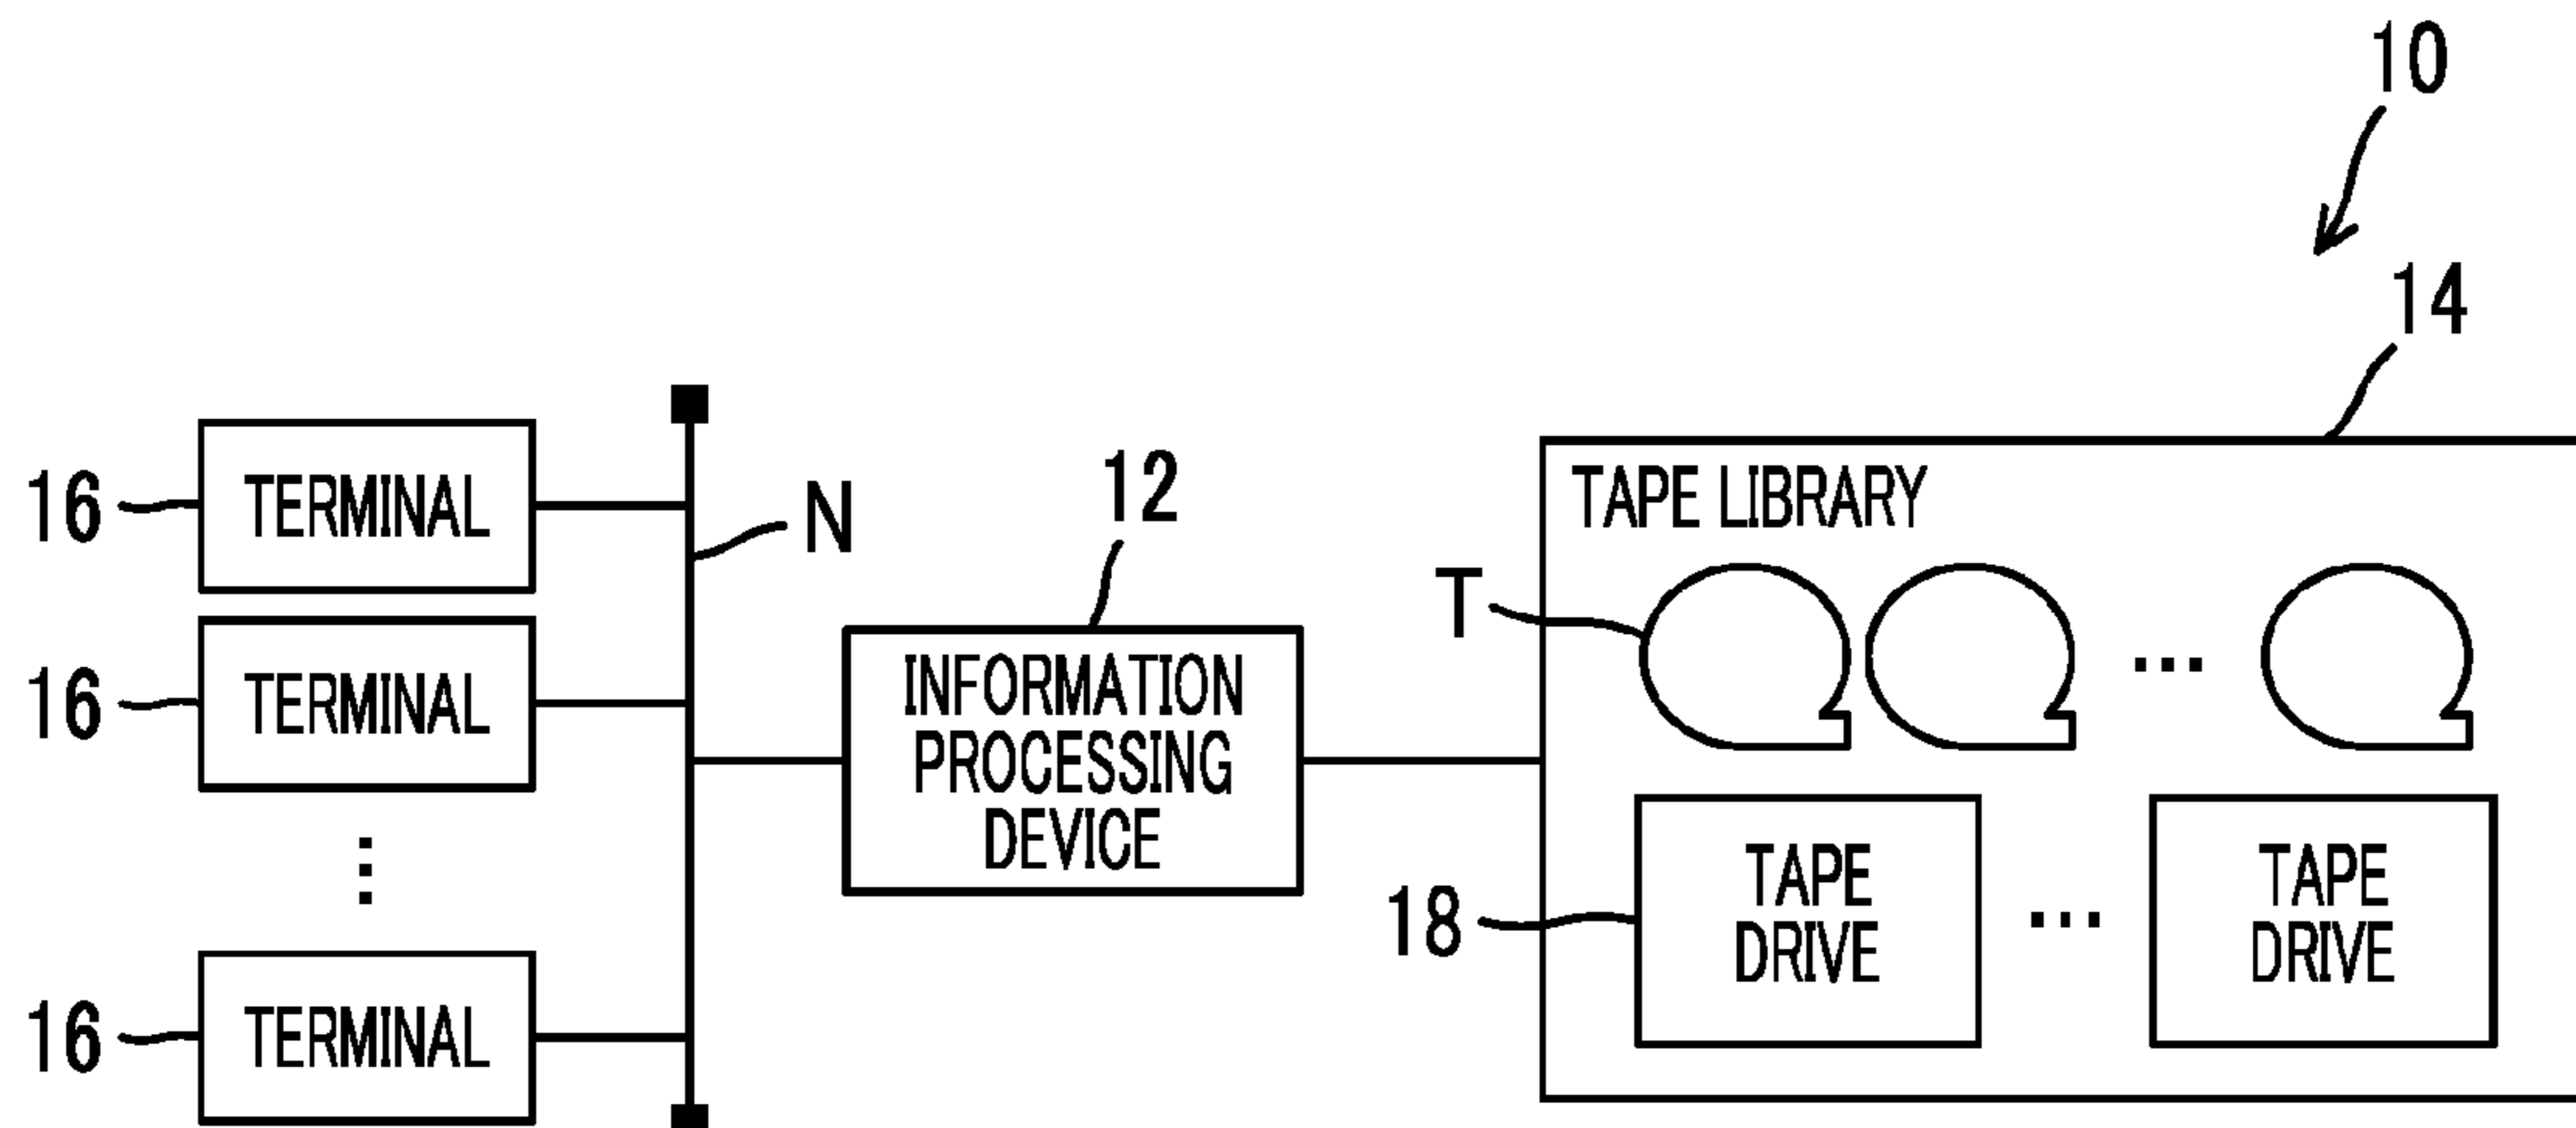 10
14
16
TERMINAL
N
12
TAPE LIBRARY
T
16
TERMINAL
INFORMATION
PROCESSING
DEVICE
18
TAPE
DRIVE
TAPE
DRIVE
16
TERMINAL